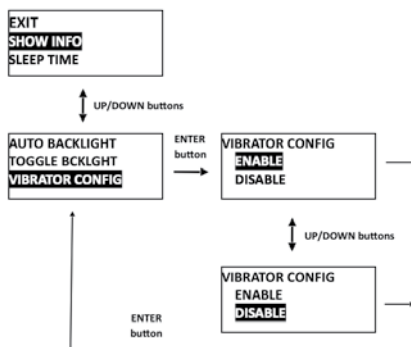 EXIT
SHOW INFO
SLEEP TIME
UP/DOWN buttons
AUTO BACKLIGHT
TOGGLE BCKLGHT
VIBRATOR CONFIG
ENTER
button
VIBRATOR CONFIG
ENABLE
DISABLE
UP/DOWN buttons
VIBRATOR CONFIG
ENABLE
DISABLE
ENTER
button